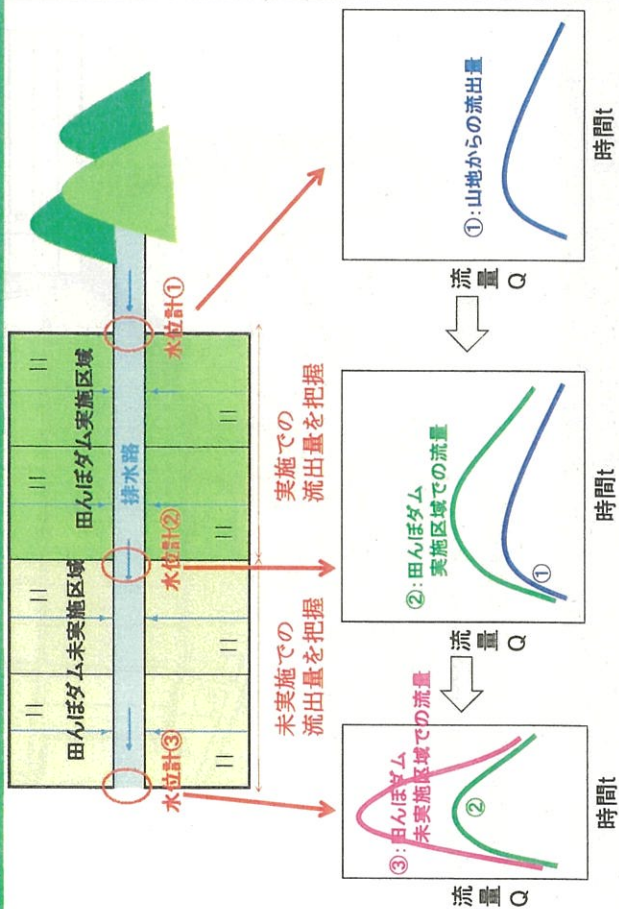 田んぼダム未実施区域
田んぼダム実施区域
排水路
水位計③
水位計②
水位計①
未実施での
流出量を把握
実施での
流出量を把握
流量
Q
③:田んぼダム
未実施区域での流量
②
時間t
流量
Q
②:田んぼダム
実施区域での流量
①
時間t
流量
Q
①:山地からの流出量
時間t